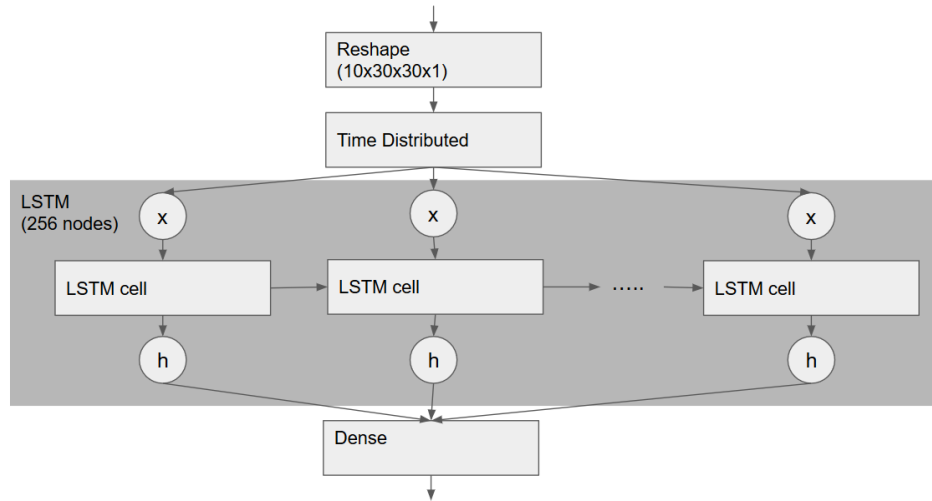 Reshape
(10x30x30x1)
Time Distributed
LSTM
(256 nodes)
x
x
x
LSTM cell
LSTM cell
.....
LSTM cell
h
h
h
Dense